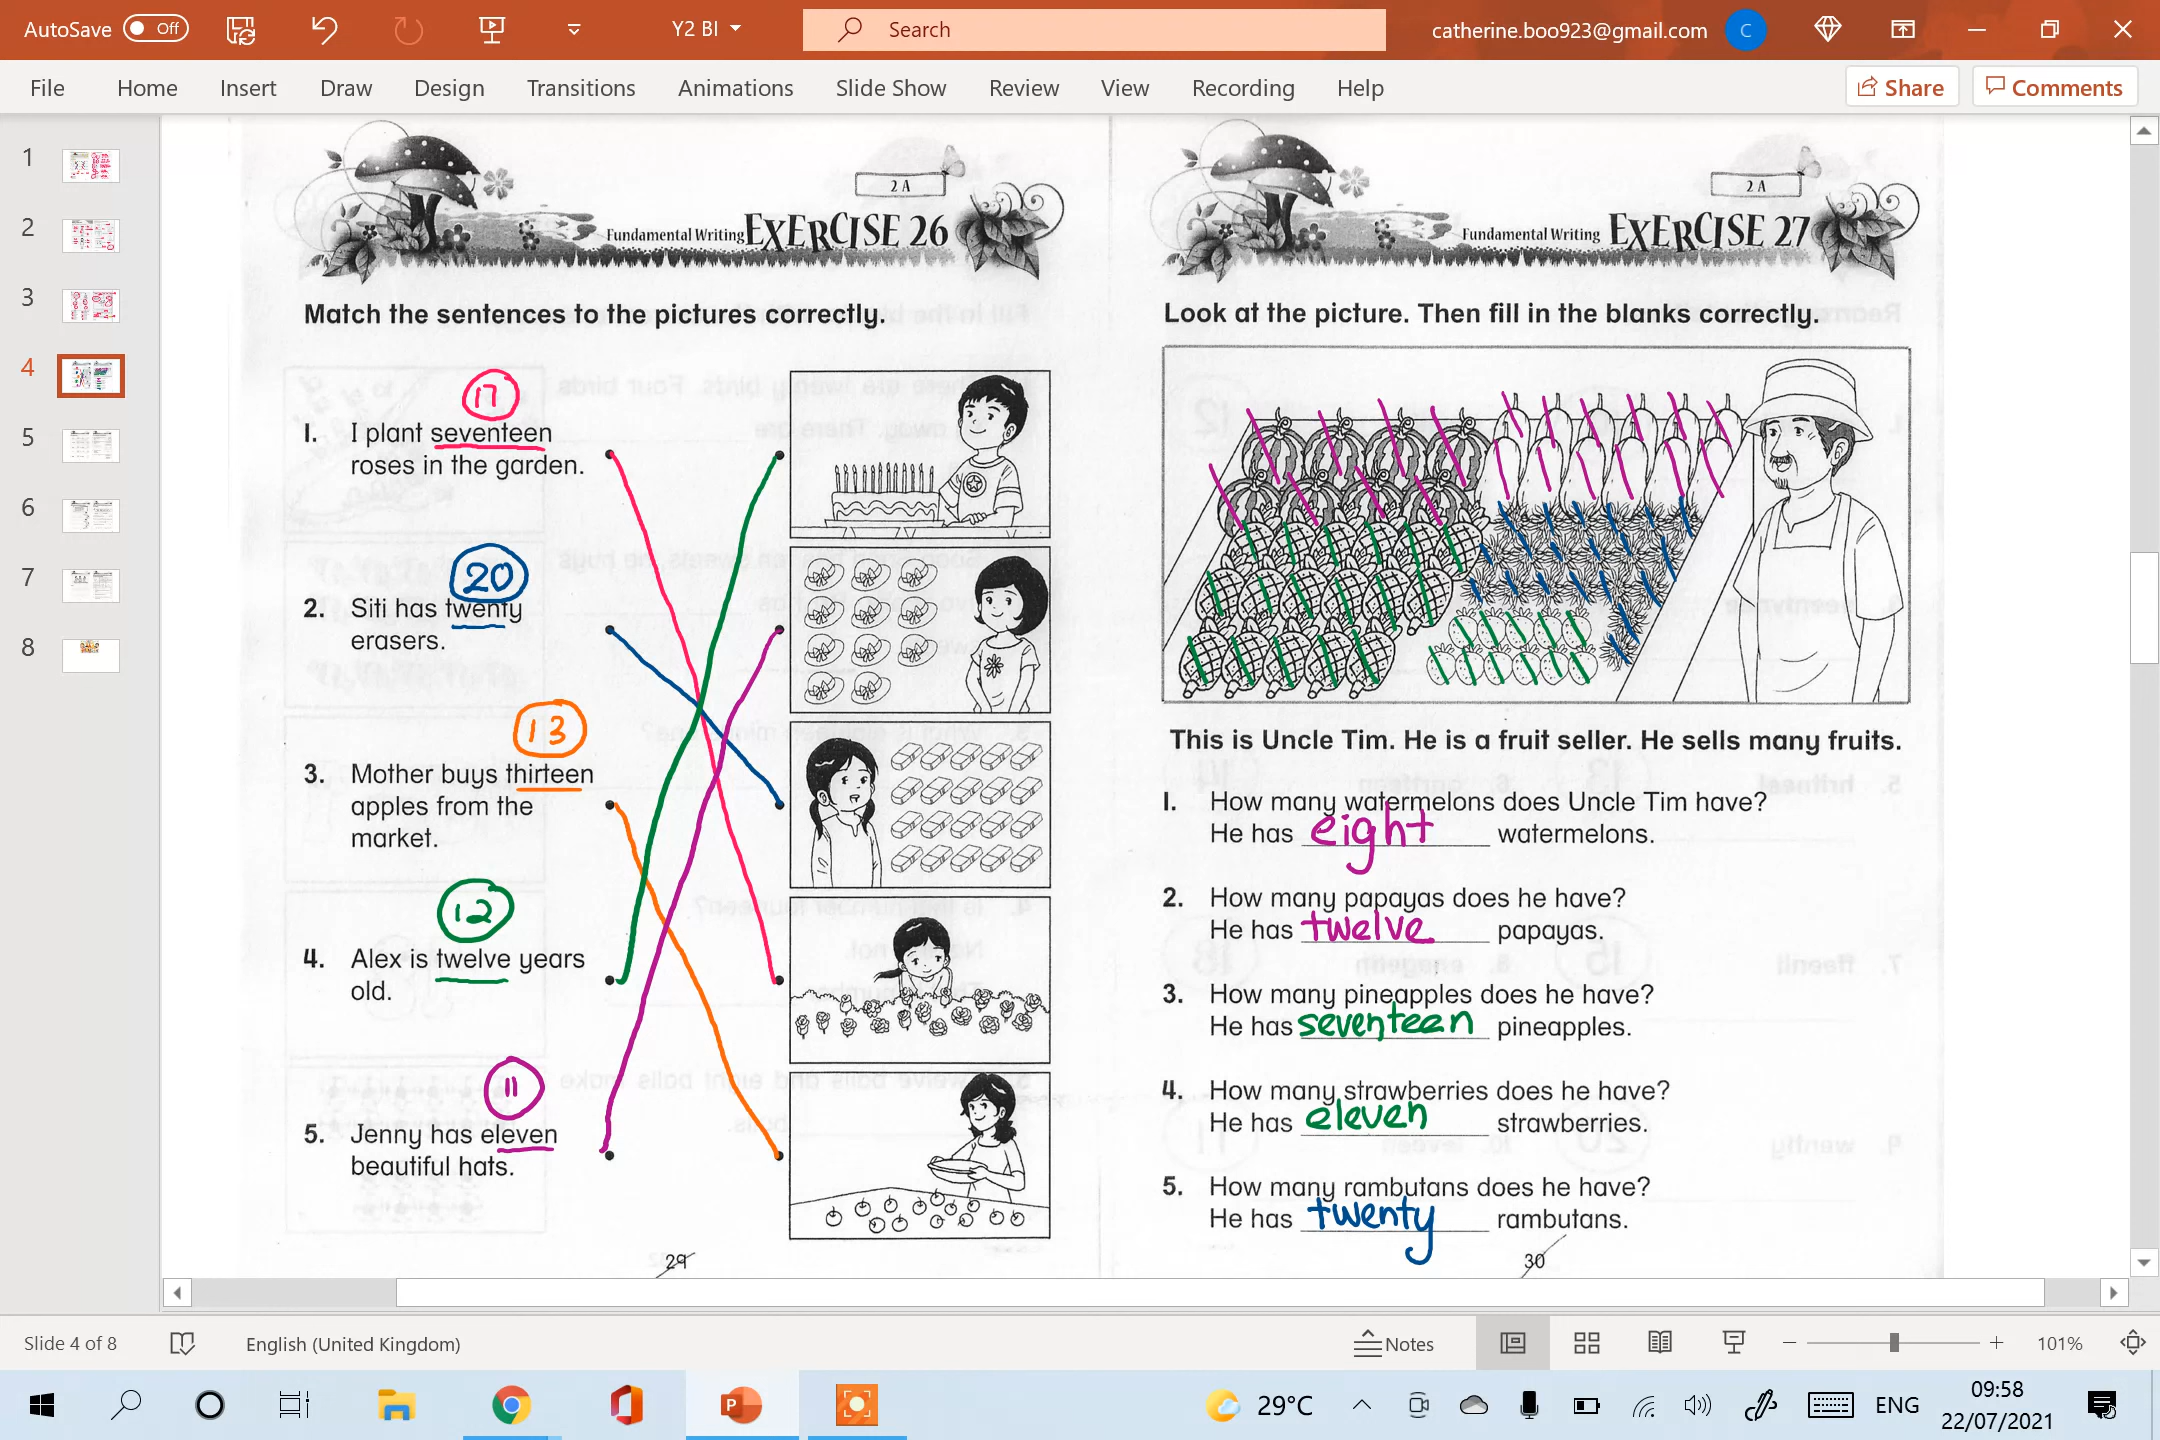 AutoSave Off Y2 BI Search catherine.boo923@gmail.com C
File Home Insert Draw Design Transitions Animations Slide Show Review View Recording Help Share Comments
1
2
3
4
5
6
7
8
2 A
Fundamental Writing EXERCISE 26
Match the sentences to the pictures correctly.
17
1. I plant seventeen
roses in the garden.
20
2. Siti has twenty
erasers.
13
3. Mother buys thirteen
apples from the
market.
12
4. Alex is twelve years
old.
11
5. Jenny has eleven
beautiful hats.
29
2 A
Fundamental Writing EXERCISE 27
Look at the picture. Then fill in the blanks correctly.
This is Uncle Tim. He is a fruit seller. He sells many fruits.
1. How many watermelons does Uncle Tim have?
He has eight watermelons.
2. How many papayas does he have?
He has twelve papayas.
3. How many pineapples does he have?
He has seventeen pineapples.
4. How many strawberries does he have?
He has eleven strawberries.
5. How many rambutans does he have?
He has twenty rambutans.
30
Slide 4 of 8 English (United Kingdom) Notes 101%
29°C ENG 09:58
22/07/2021